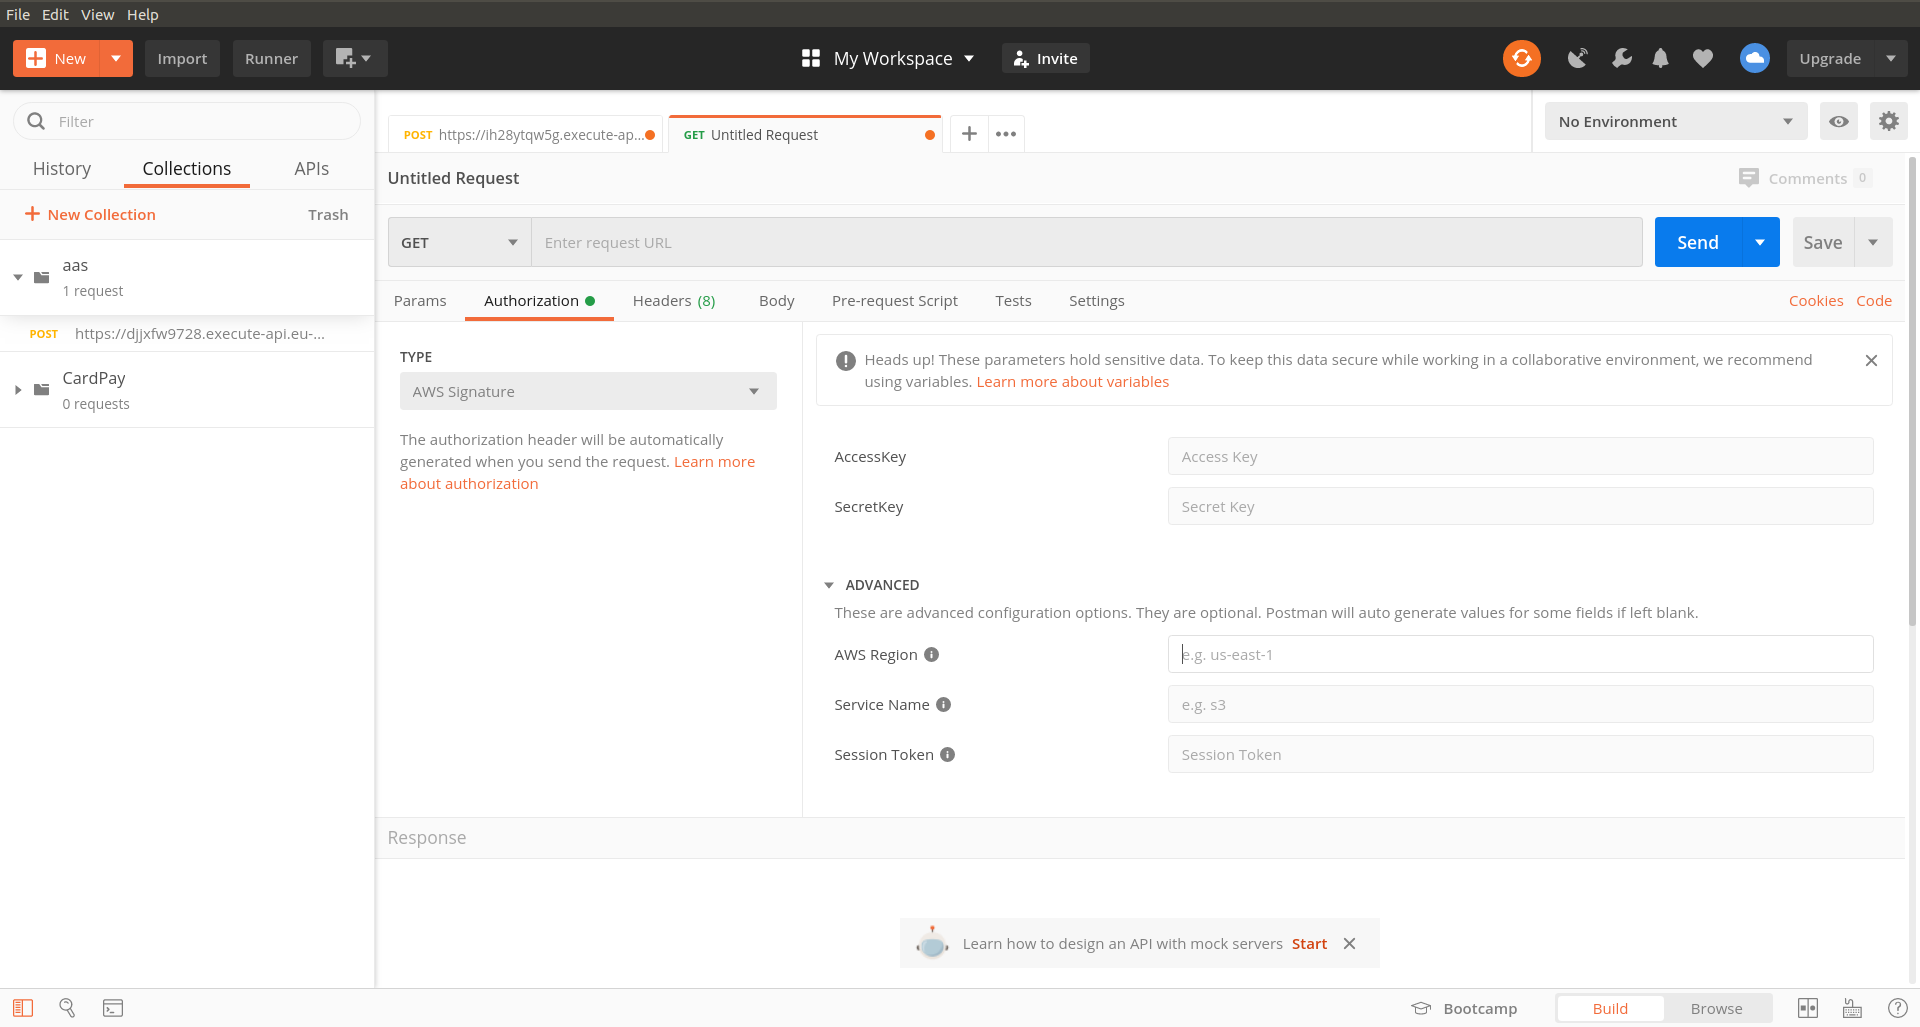 File Edit View Help
New Import Runner My Workspace Invite Upgrade
Filter
History Collections APIs
New Collection Trash
aas
1 request
POST https://djjxfw9728.execute-api.eu-...
CardPay
0 requests
POST https://ih28ytqw5g.execute-ap... GET Untitled Request
No Environment
Untitled Request Comments 0
GET Enter request URL Send Save
Params Authorization Headers (8) Body Pre-request Script Tests Settings Cookies Code
TYPE
AWS Signature
The authorization header will be automatically
generated when you send the request. Learn more
about authorization
Heads up! These parameters hold sensitive data. To keep this data secure while working in a collaborative environment, we recommend
using variables. Learn more about variables
AccessKey Access Key
SecretKey Secret Key
ADVANCED
These are advanced configuration options. They are optional. Postman will auto generate values for some fields if left blank.
AWS Region e.g. us-east-1
Service Name e.g. s3
Session Token Session Token
Response
Learn how to design an API with mock servers Start
Bootcamp Build Browse